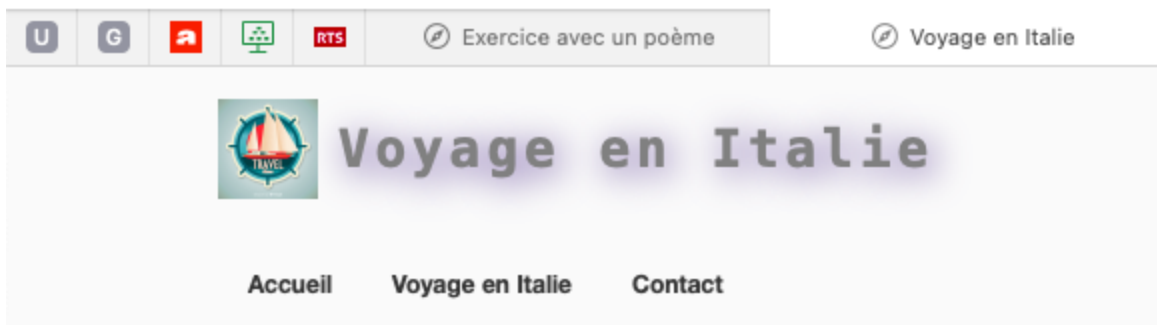 U G a RTS Exercice avec un poème Voyage en Italie
TRAVEL
Voyage en Italie
Accueil Voyage en Italie Contact